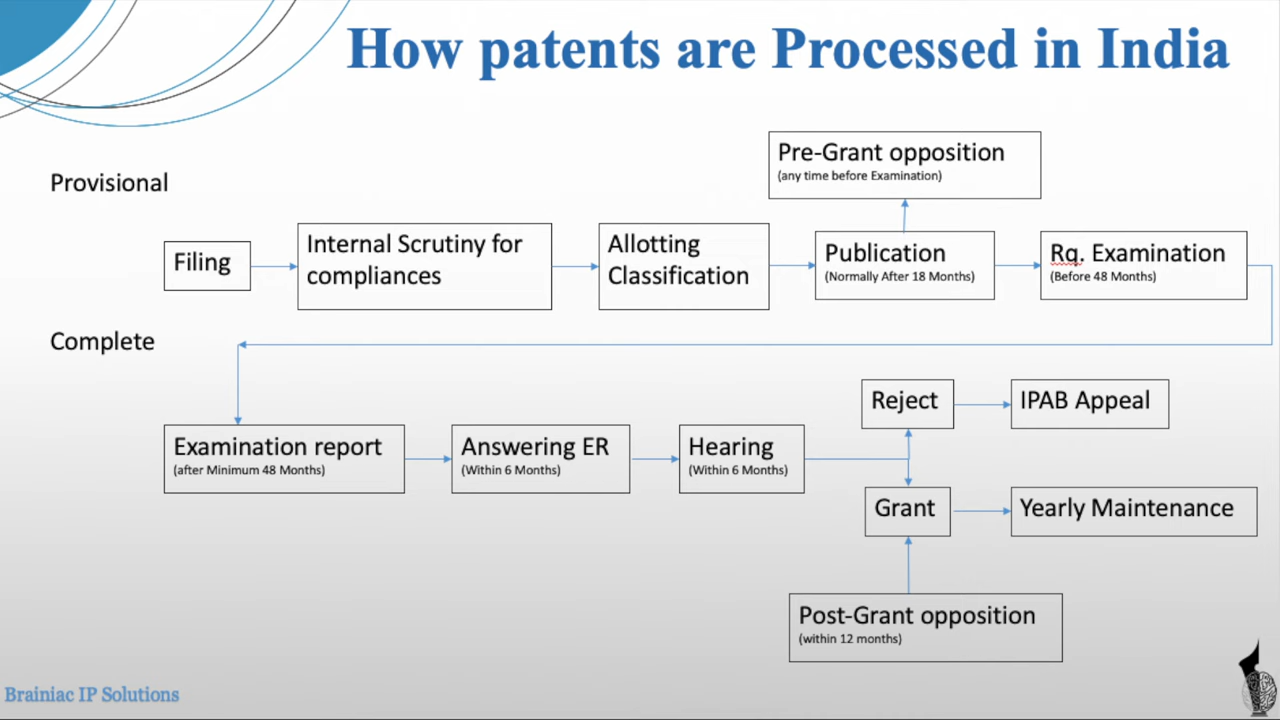 How patents are Processed in India
Provisional
Pre-Grant opposition
(any time before Examination)
Filing
Internal Scrutiny for
compliances
Allotting
Classification
Publication
(Normally After 18 Months)
Rq. Examination
(Before 48 Months)
Complete
Examination report
(after Minimum 48 Months)
Answering ER
(Within 6 Months)
Hearing
(Within 6 Months)
Reject
IPAB Appeal
Grant
Yearly Maintenance
Post-Grant opposition
(within 12 months)
Brainiac IP Solutions